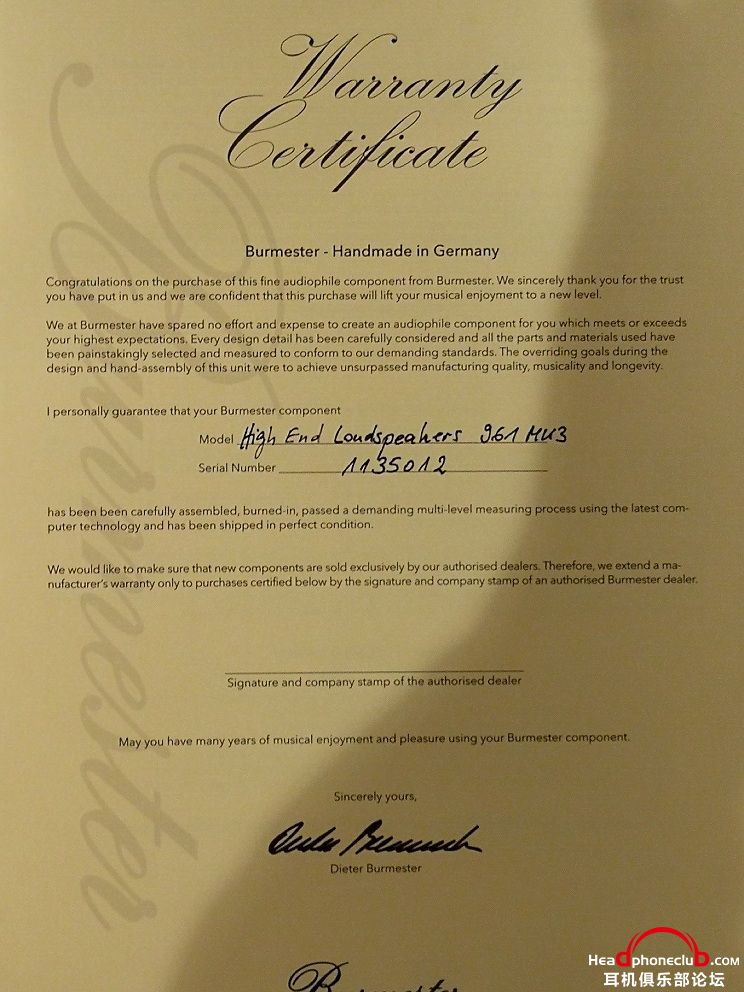 Warranty
Certificate
Burmester - Handmade in Germany
Congratulations on the purchase of this fine audiophile component from Burmester. We sincerely thank you for the trust
you have put in us and we are confident that this purchase will lift your musical enjoyment to a new level.
We at Burmester have spared no effort and expense to create an audiophile component for you which meets or exceeds
your highest expectations. Every design detail has been carefully considered and all the parts and materials used have
been painstakingly selected and measured to conform to our demanding standards. The overriding goals during the
design and hand-assembly of this unit were to achieve unsurpassed manufacturing quality, musicality and longevity.
I personally guarantee that your Burmester component
Model High End Loudspeakers 961 MK3
Serial Number 1135012
has been been carefully assembled, burned-in, passed a demanding multi-level measuring process using the latest com-
puter technology and has been shipped in perfect condition.
We would like to make sure that new components are sold exclusively by our authorised dealers. Therefore, we extend a ma-
nufacturer's warranty only to purchases certified below by the signature and company stamp of an authorised Burmester dealer.
Signature and company stamp of the authorised dealer
May you have many years of musical enjoyment and pleasure using your Burmester component.
Sincerely yours,
Dieter Burmester
Dieter Burmester
Burmester
Burmester
Headphoneclub.com
耳机俱乐部论坛